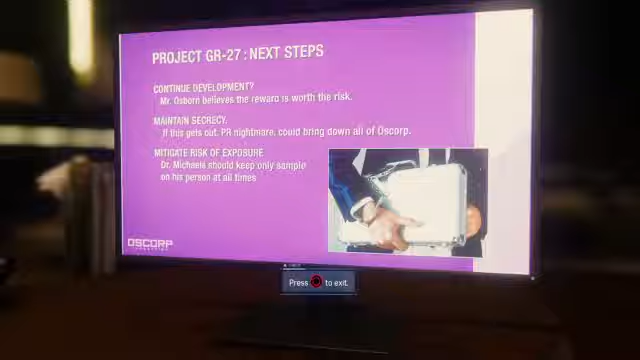 PROJECT GR-27 : NEXT STEPS
CONTINUE DEVELOPMENT?
Mr. Osborn believes the reward is worth the risk.
MAINTAIN SECRECY.
If this gets out, PR nightmare, could bring down all of Oscorp.
MITIGATE RISK OF EXPOSURE
Dr. Michaels should keep only sample
on his person at all times
OSCORP
INDUSTRIES
Press to exit.